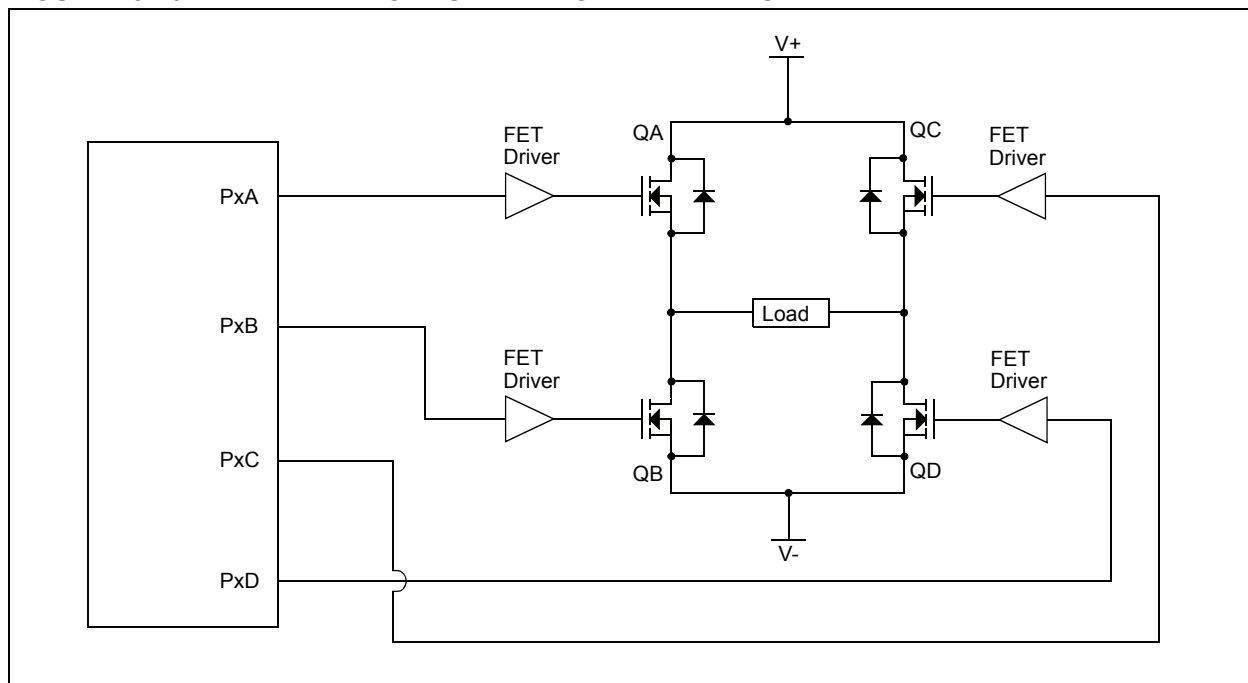 V+
QA
QC
FET
Driver
FET
Driver
PxA
PxB
Load
FET
Driver
FET
Driver
PxC
QB
QD
V-
PxD